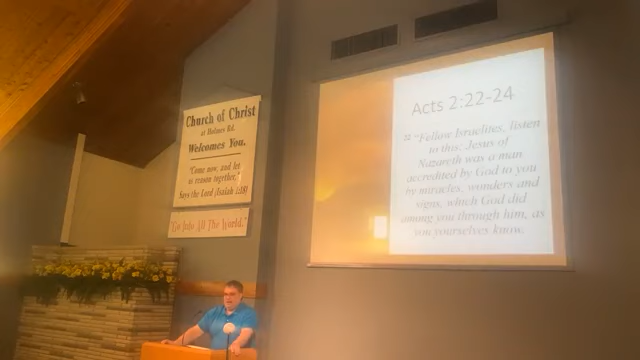 Church of Christ
at Holmes Rd.
Welcomes You.
"Come now, and let
us reason together,"
Says the Lord (Isaiah 1:18)
"Go Into All The World."
Acts 2:22-24
22 "Fellow Israelites, listen
to this: Jesus of
Nazareth was a man
accredited by God to you
by miracles, wonders and
signs, which God did
among you through him, as
you yourselves know.